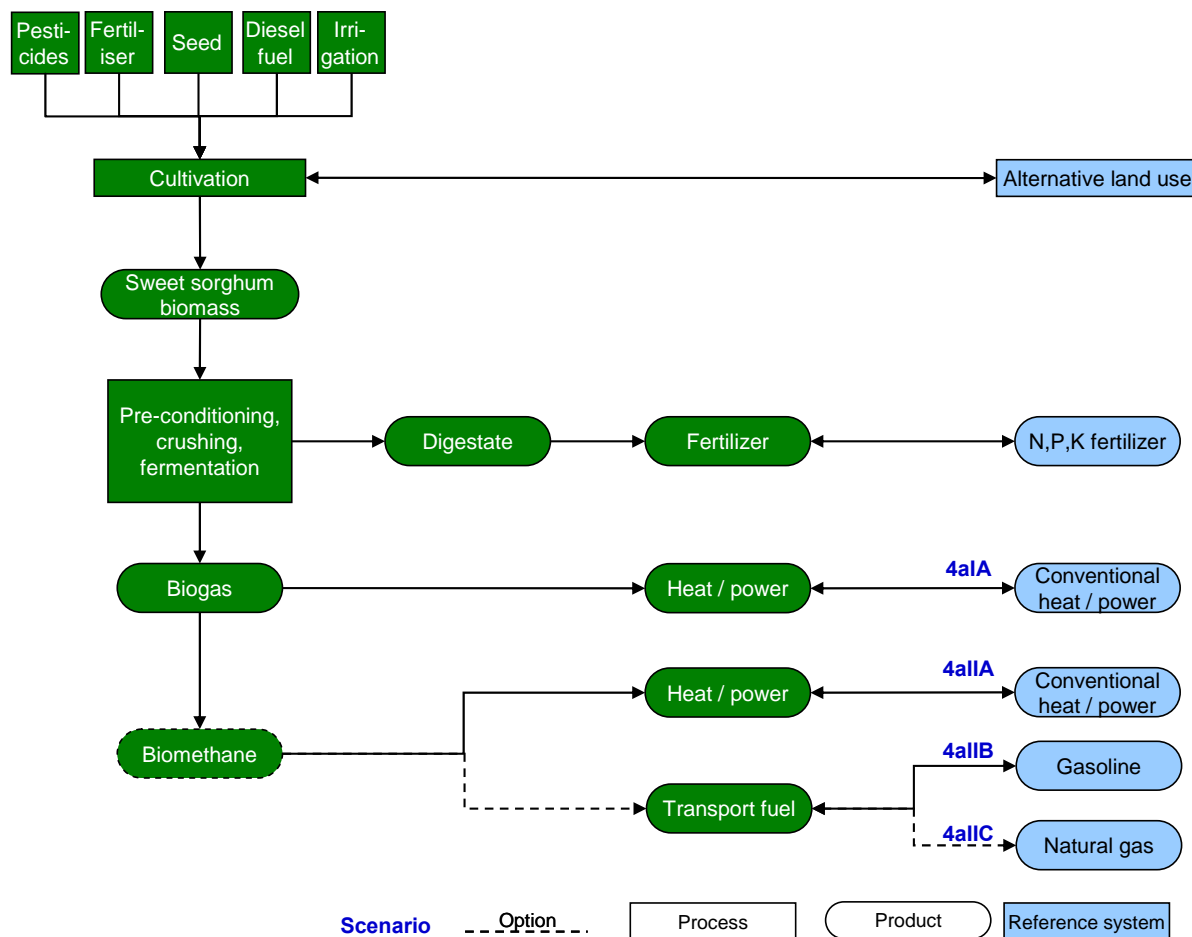 Pesti-
cides
Fertil-
iser
Seed
Diesel
fuel
Irri-
gation
Cultivation
Alternative land use
Sweet sorghum
biomass
Pre-conditioning,
crushing,
fermentation
Digestate
Fertilizer
N,P,K fertilizer
Biogas
Heat / power
4aIA
Conventional
heat / power
Heat / power
4aIIA
Conventional
heat / power
Biomethane
4aIIB
Gasoline
Transport fuel
4aIIC
Natural gas
Scenario
Option
Process
Product
Reference system